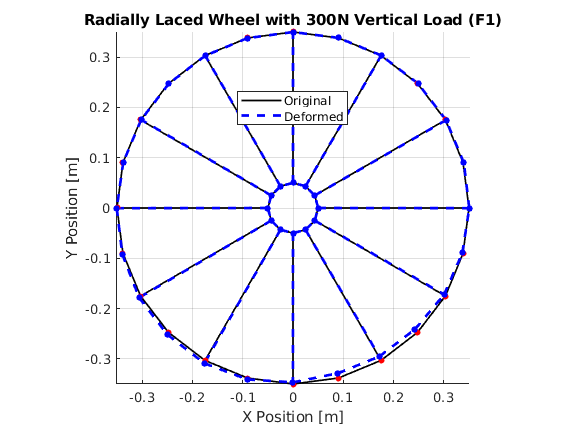 Radially Laced Wheel with 300N Vertical Load (F1)
0.3
0.2
0.1
0
-0.1
-0.2
-0.3
Y Position [m]
Original
Deformed
-0.3 -0.2 -0.1 0 0.1 0.2 0.3
X Position [m]